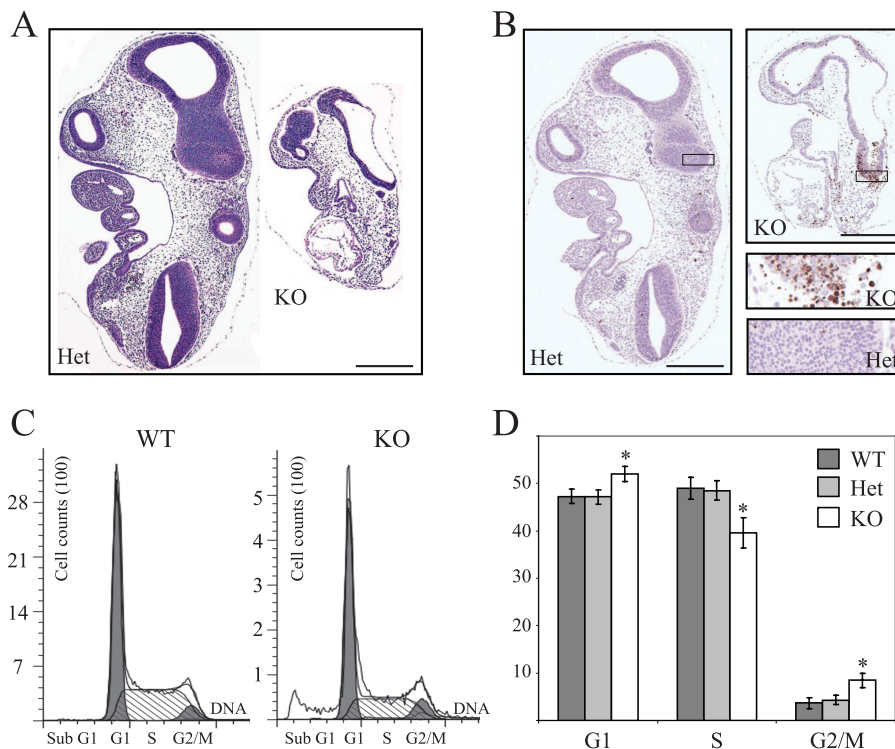 A
Het
KO
B
Het
KO
KO
Het
C
WT
Cell counts (100)
28
21
14
7
DNA
Sub G1 G1 S G2/M
KO
Cell counts (100)
5
4
3
2
1
DNA
Sub G1 G1 S G2/M
D
50
40
30
20
10
*
*
*
WT
Het
KO
G1 S G2/M